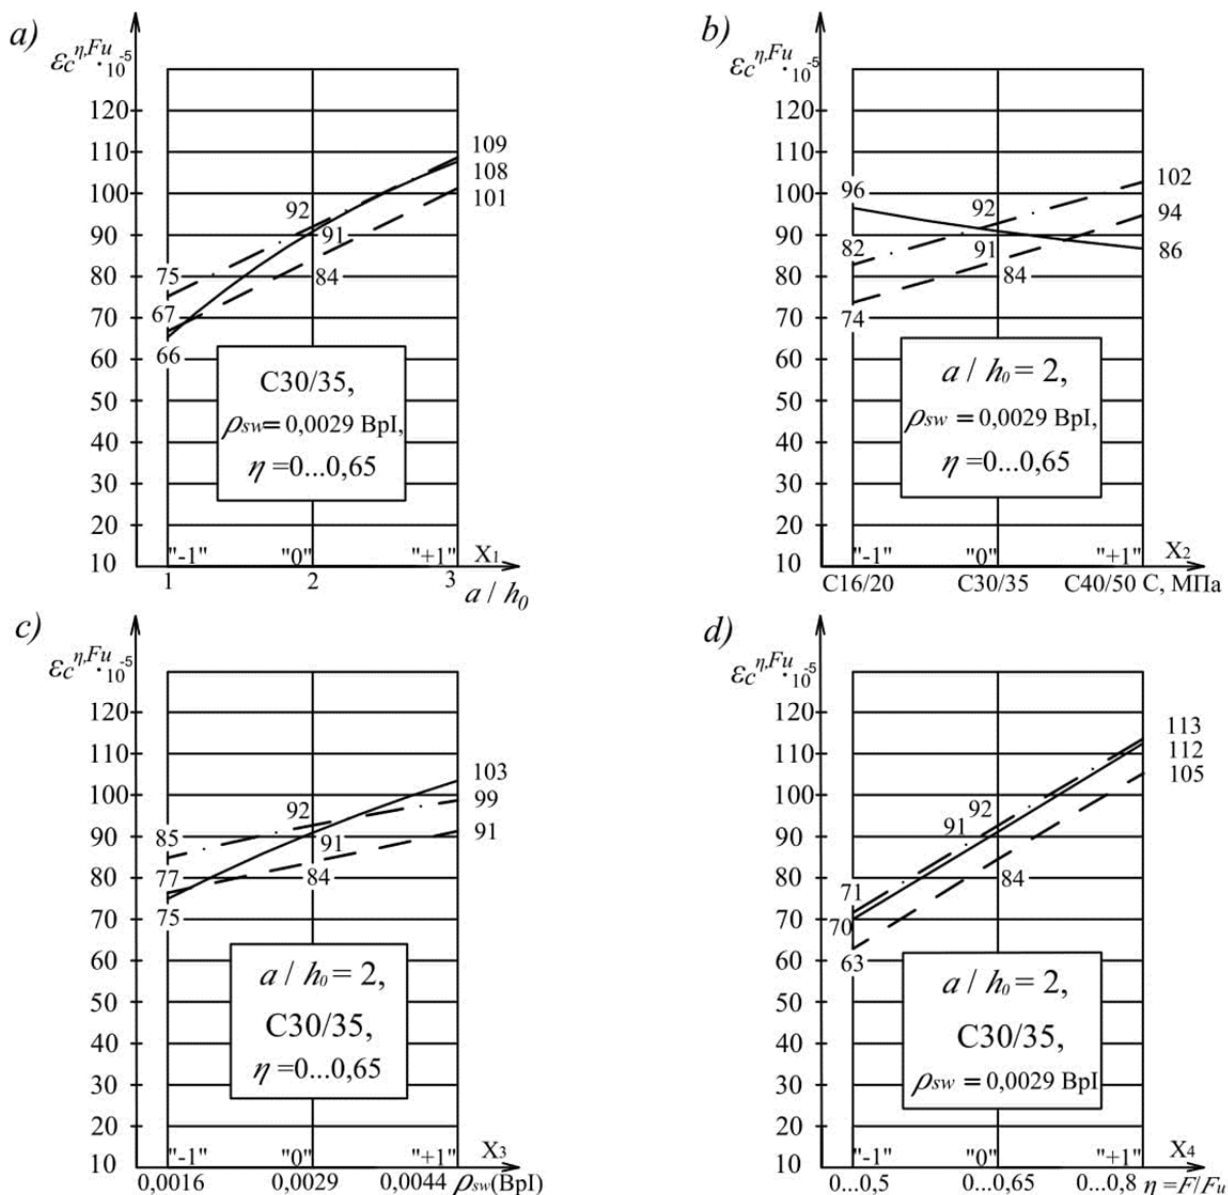 a)
εc^η,Fu · 10^-5
120
110
100
90
80
70
60
50
40
30
20
10
109
108
101
92
91
84
75
67
66
C30/35,
ρsw= 0,0029 BpI,
η =0...0,65
"-1" "0" "+1" X1
1 2 3
a / h0
b)
εc^η,Fu · 10^-5
120
110
100
90
80
70
60
50
40
30
20
10
96
92
102
94
82
91
86
84
74
a / h0 = 2,
ρsw = 0,0029 BpI,
η =0...0,65
"-1" "0" "+1" X2
C16/20 C30/35 C40/50 C, МПа
c)
εc^η,Fu · 10^-5
120
110
100
90
80
70
60
50
40
30
20
10
103
99
92
91
85
91
77
84
75
a / h0 = 2,
C30/35,
η =0...0,65
"-1" "0" "+1" X3
0,0016 0,0029 0,0044 ρsw(BpI)
d)
εc^η,Fu · 10^-5
120
110
100
90
80
70
60
50
40
30
20
10
113
112
105
92
91
84
71
70
63
a / h0 = 2,
C30/35,
ρsw = 0,0029 BpI
"-1" "0" "+1" X4
0...0,5 0...0,65 0...0,8 η =F/Fu